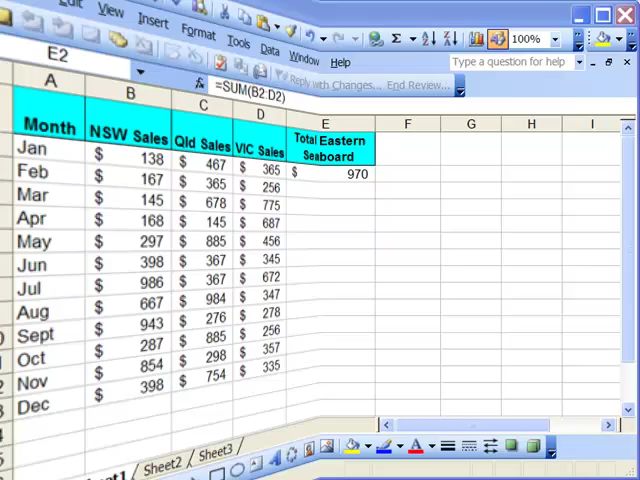 Edit View Insert Format Tools Data Window Help
Type a question for help
100%
Reply with Changes... End Review...
E2
fx =SUM(B2:D2)
A B C D E F G H I
Month NSW Sales Qld Sales VIC Sales Total Eastern Seaboard
Jan $ 138 $ 467 $ 365 $ 970
Feb $ 167 $ 365 $ 256
Mar $ 145 $ 678 $ 775
Apr $ 168 $ 145 $ 687
May $ 297 $ 885 $ 456
Jun $ 398 $ 367 $ 345
Jul $ 986 $ 367 $ 672
Aug $ 667 $ 984 $ 347
Sept $ 943 $ 276 $ 278
Oct $ 287 $ 885 $ 256
Nov $ 854 $ 298 $ 357
Dec $ 398 $ 754 $ 335
Sheet2 Sheet3